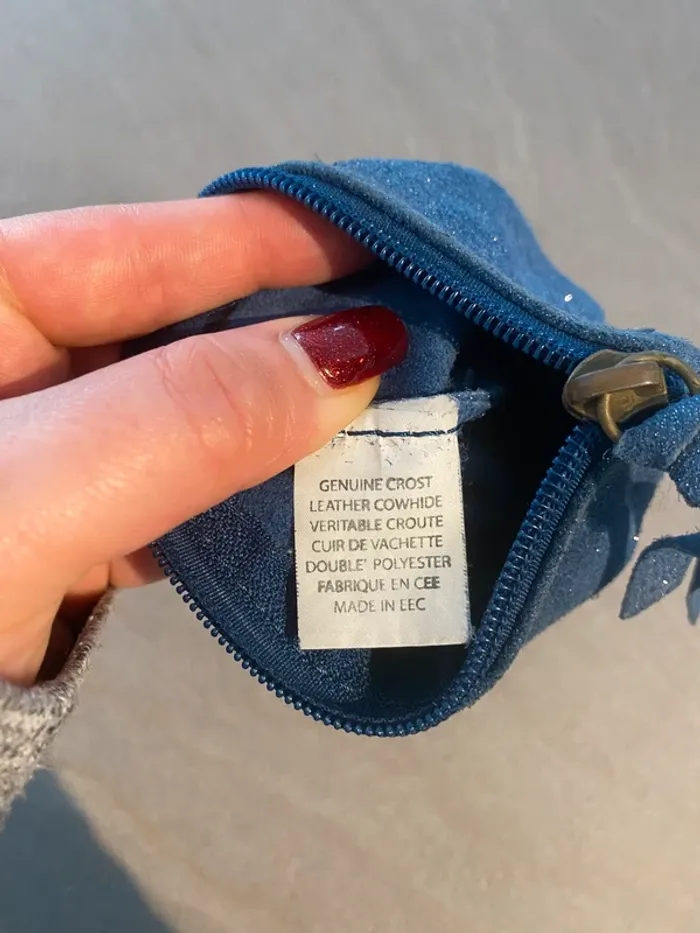 GENUINE CROST
LEATHER COWHIDE
VERITABLE CROUTE
CUIR DE VACHETTE
DOUBLE' POLYESTER
FABRIQUE EN CEE
MADE IN EEC